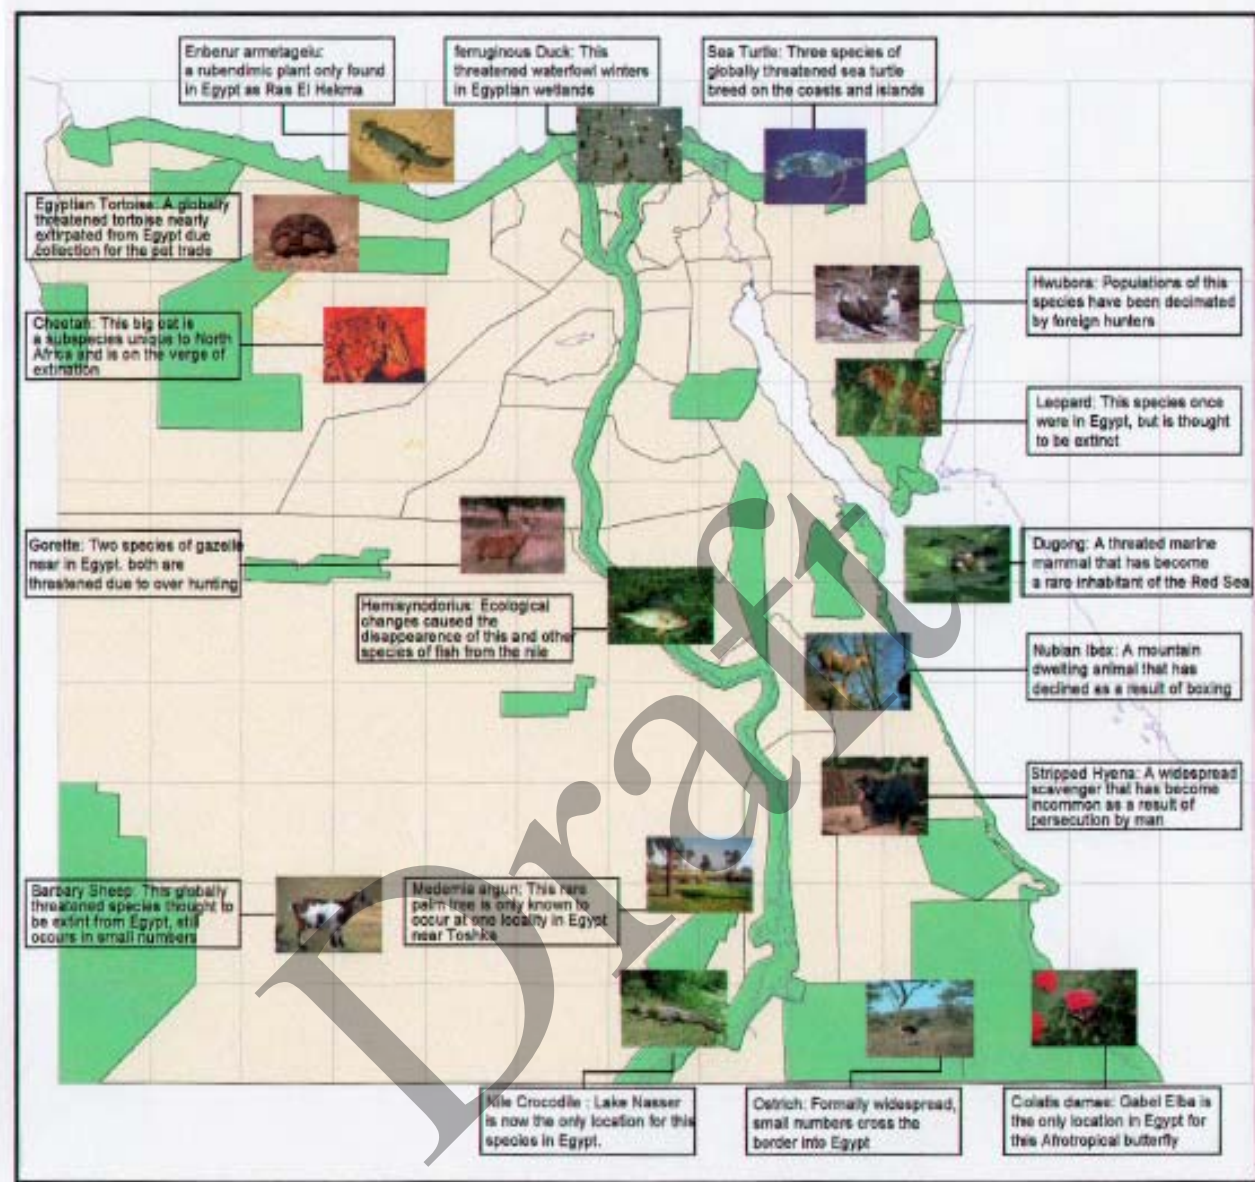 Enberur armetageiu:
a rubendimic plant only found
in Egypt as Ras El Hekma
ferruginous Duck: This
threatened waterfowl winters
in Egyptian wetlands
Sea Turtle: Three species of
globally threatened sea turtle
breed on the coasts and islands
Egyptian Tortoise: A globally
threatened tortoise nearly
extirpated from Egypt due
collection for the pet trade
Cheetah: This big cat is
a subspecies unique to North
Africa and is on the verge of
extination
Hwubora: Populations of this
species have been decimated
by foreign hunters
Leopard: This species once
were in Egypt, but is thought
to be extinct
Gorette: Two species of gazelle
near in Egypt. both are
threatened due to over hunting
Hemisynodorius: Ecological
changes caused the
disappearence of this and other
species of fish from the nile
Dugong: A threated marine
mammal that has become
a rare inhabitant of the Red Sea
Nubian Ibex: A mountain
dwelting animal that has
declined as a result of boxing
Stripped Hyena: A widespread
scavenger that has become
incommon as a result of
persecution by man
Barbary Sheep: This globally
threatened species thought to
be extint from Egypt, still
occurs in small numbers
Medemia argun: This rare
palm tree is only known to
occur at one locality in Egypt
near Toshka
Nile Crocodile : Lake Nasser
is now the only location for this
species in Egypt.
Ostrich: Formally widespread,
small numbers cross the
border into Egypt
Colatis damas: Gabel Elba is
the only location in Egypt for
this Afrotropical butterfly
Draft